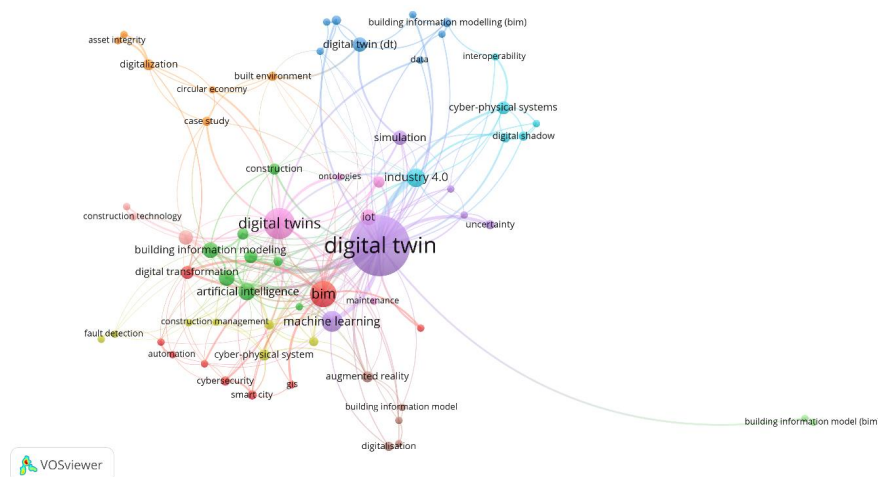 building information modelling (bim)
asset integrity
digital twin (dt)
interoperability
data
digitalization
built environment
circular economy
cyber-physical systems
case study
digital shadow
simulation
construction
ontologies
industry 4.0
construction technology
iot
digital twins
uncertainty
digital twin
building information modeling
digital transformation
artificial intelligence
bim
maintenance
construction management
machine learning
fault detection
automation
cyber-physical system
augmented reality
cybersecurity
gis
smart city
building information model
building information model (bim
digitalisation
VOSviewer